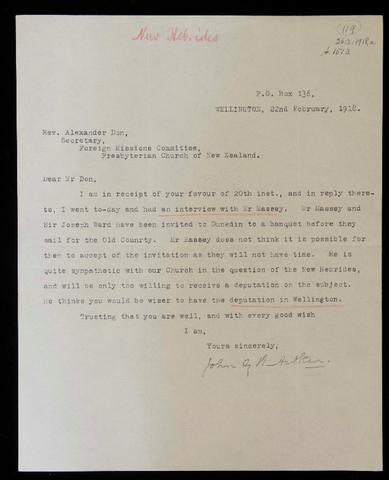 New Hebrides
(119)
26.2.1918
P.O. Box 136,
WELLINGTON, 22nd February, 1918.
Rev. Alexander Don,
Secretary,
Foreign Missions Committee,
Presbyterian Church of New Zealand.
Dear Mr Don,
I am in receipt of your favour of 20th inst., and in reply there-
to, I went to-day and had an interview with Mr Massey. Mr Massey and
Sir Joseph Ward have been invited to Dunedin to a banquet before they
sail for the Old Counrty. Mr Massey does not think it is possible for
them to accept of the invitation as they will not have time. He is
quite sympathetic with our Church in the question of the New Hebrides,
and will be only too willing to receive a deputation on the subject.
He thinks you would be wiser to have the deputation in Wellington.
Trusting that you are well, and with every good wish
I am,
Yours sincerely,
John G. W. Aitken.